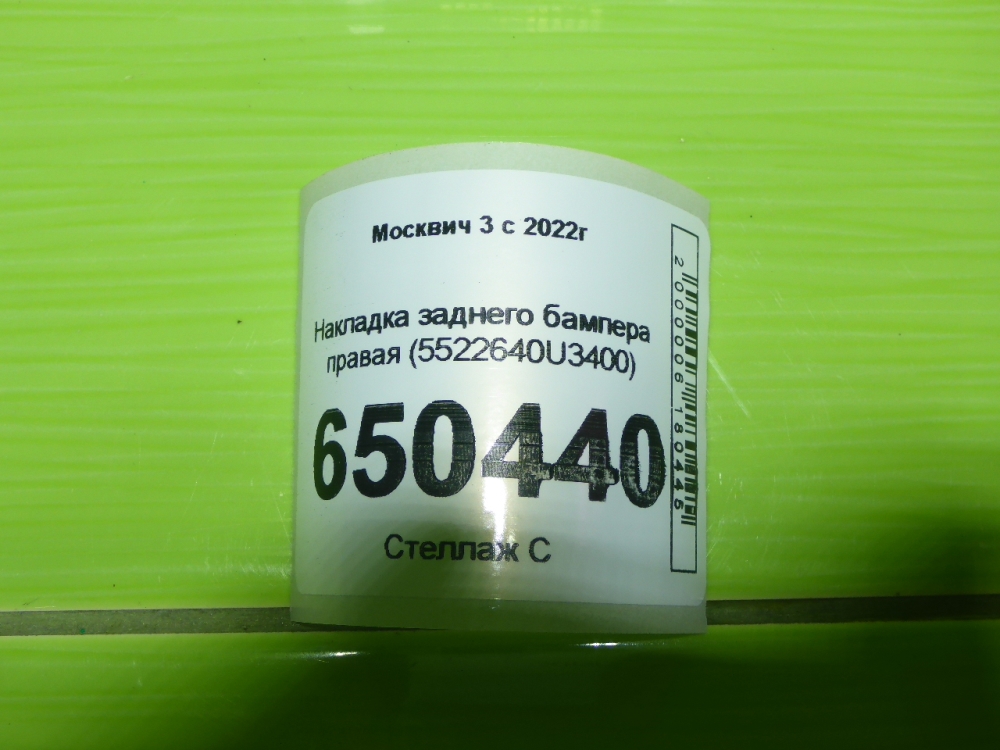 Москвич 3 с 2022г
Накладка заднего бампера
правая (5522640U3400)
650440
Стеллаж С
2000006180445